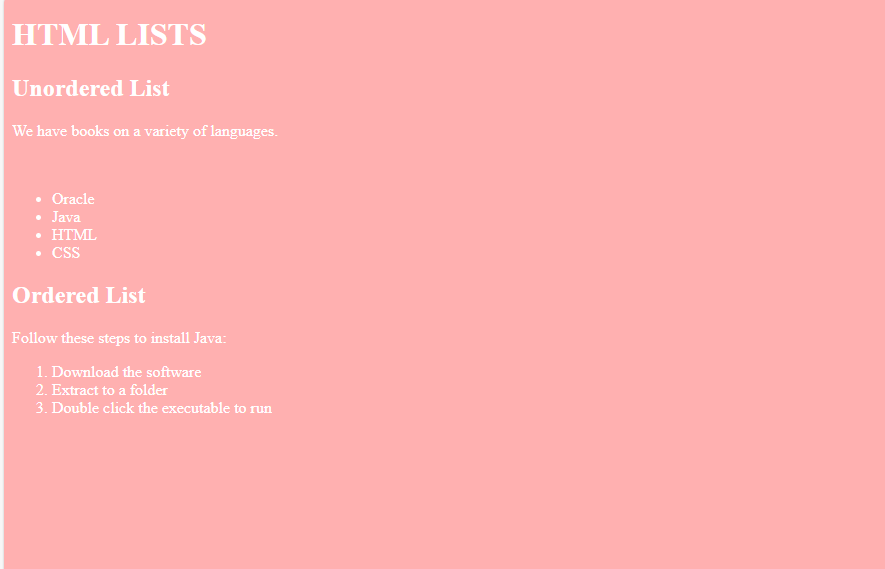 HTML LISTS
Unordered List
We have books on a variety of languages.
• Oracle
• Java
• HTML
• CSS
Ordered List
Follow these steps to install Java:
1. Download the software
2. Extract to a folder
3. Double click the executable to run